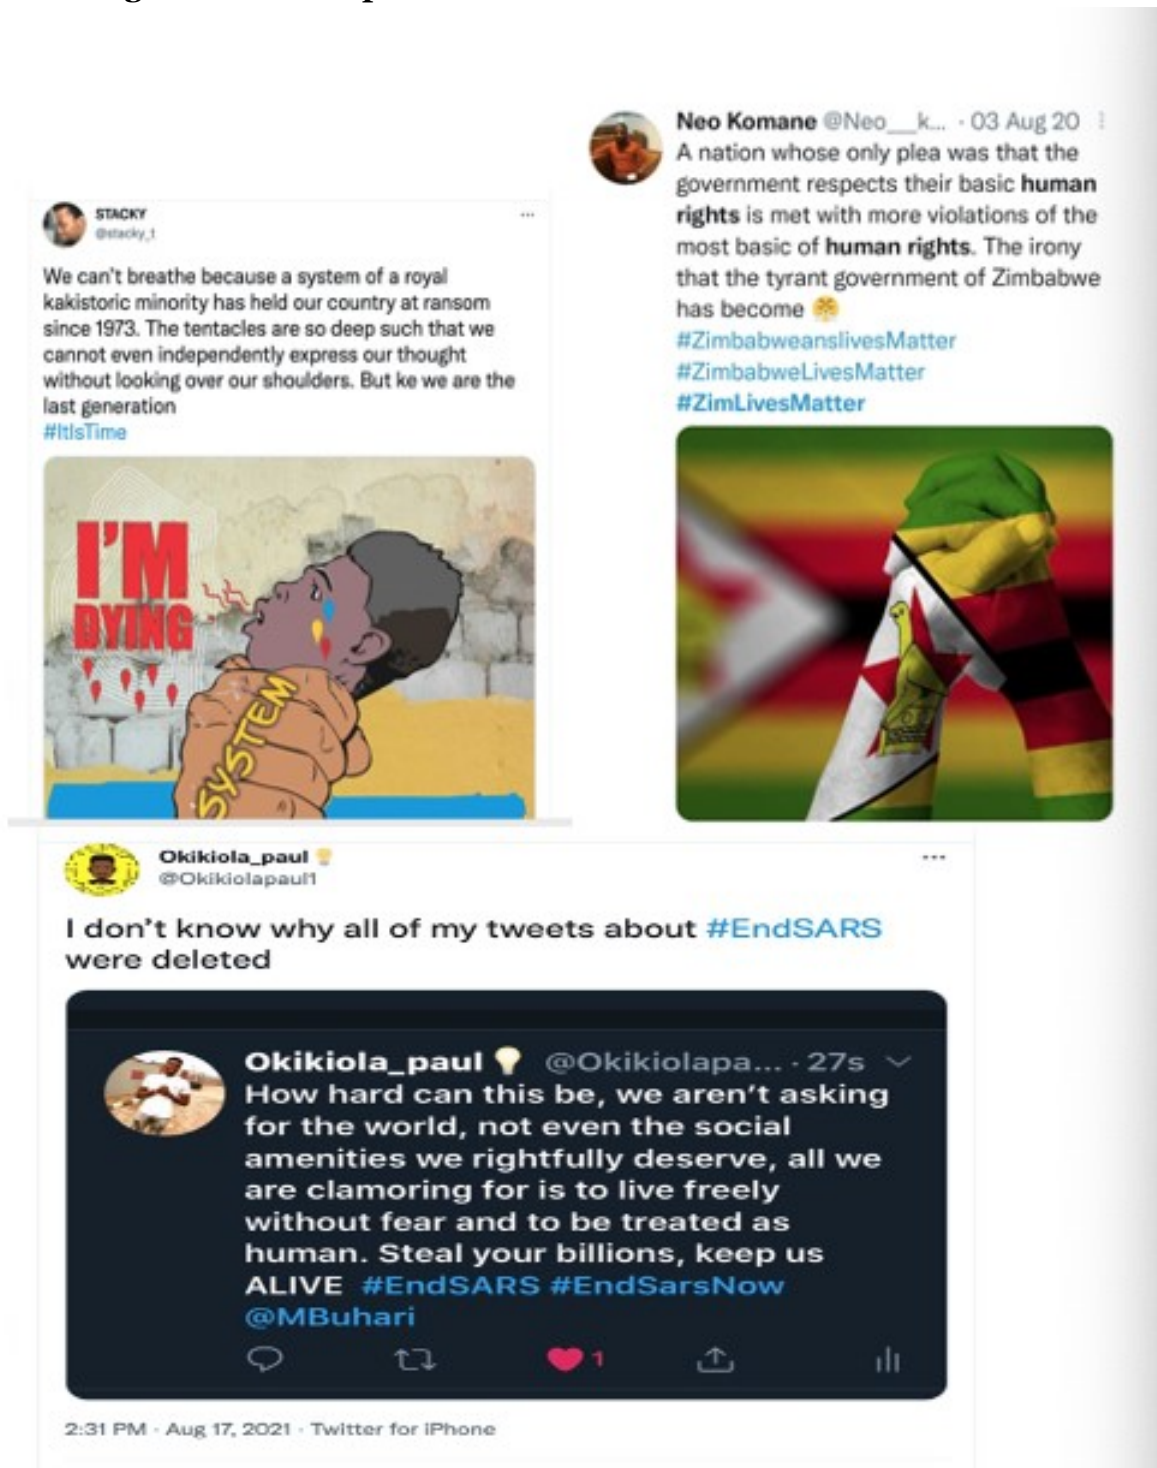 STACKY
@stacky_t
We can't breathe because a system of a royal
kakistoric minority has held our country at ransom
since 1973. The tentacles are so deep such that we
cannot even independently express our thought
without looking over our shoulders. But ke we are the
last generation
#ItIsTime
I'M
DYING
SYSTEM
Neo Komane @Neo__k... · 03 Aug 20
A nation whose only plea was that the
government respects their basic human
rights is met with more violations of the
most basic of human rights. The irony
that the tyrant government of Zimbabwe
has become
#ZimbabweanslivesMatter
#ZimbabweLivesMatter
#ZimLivesMatter
Okikiola_paul
@Okikiolapaul1
I don't know why all of my tweets about #EndSARS
were deleted
Okikiola_paul @Okikiolapa... · 27s
How hard can this be, we aren't asking
for the world, not even the social
amenities we rightfully deserve, all we
are clamoring for is to live freely
without fear and to be treated as
human. Steal your billions, keep us
ALIVE #EndSARS #EndSarsNow
@MBuhari
1
2:31 PM · Aug 17, 2021 · Twitter for iPhone